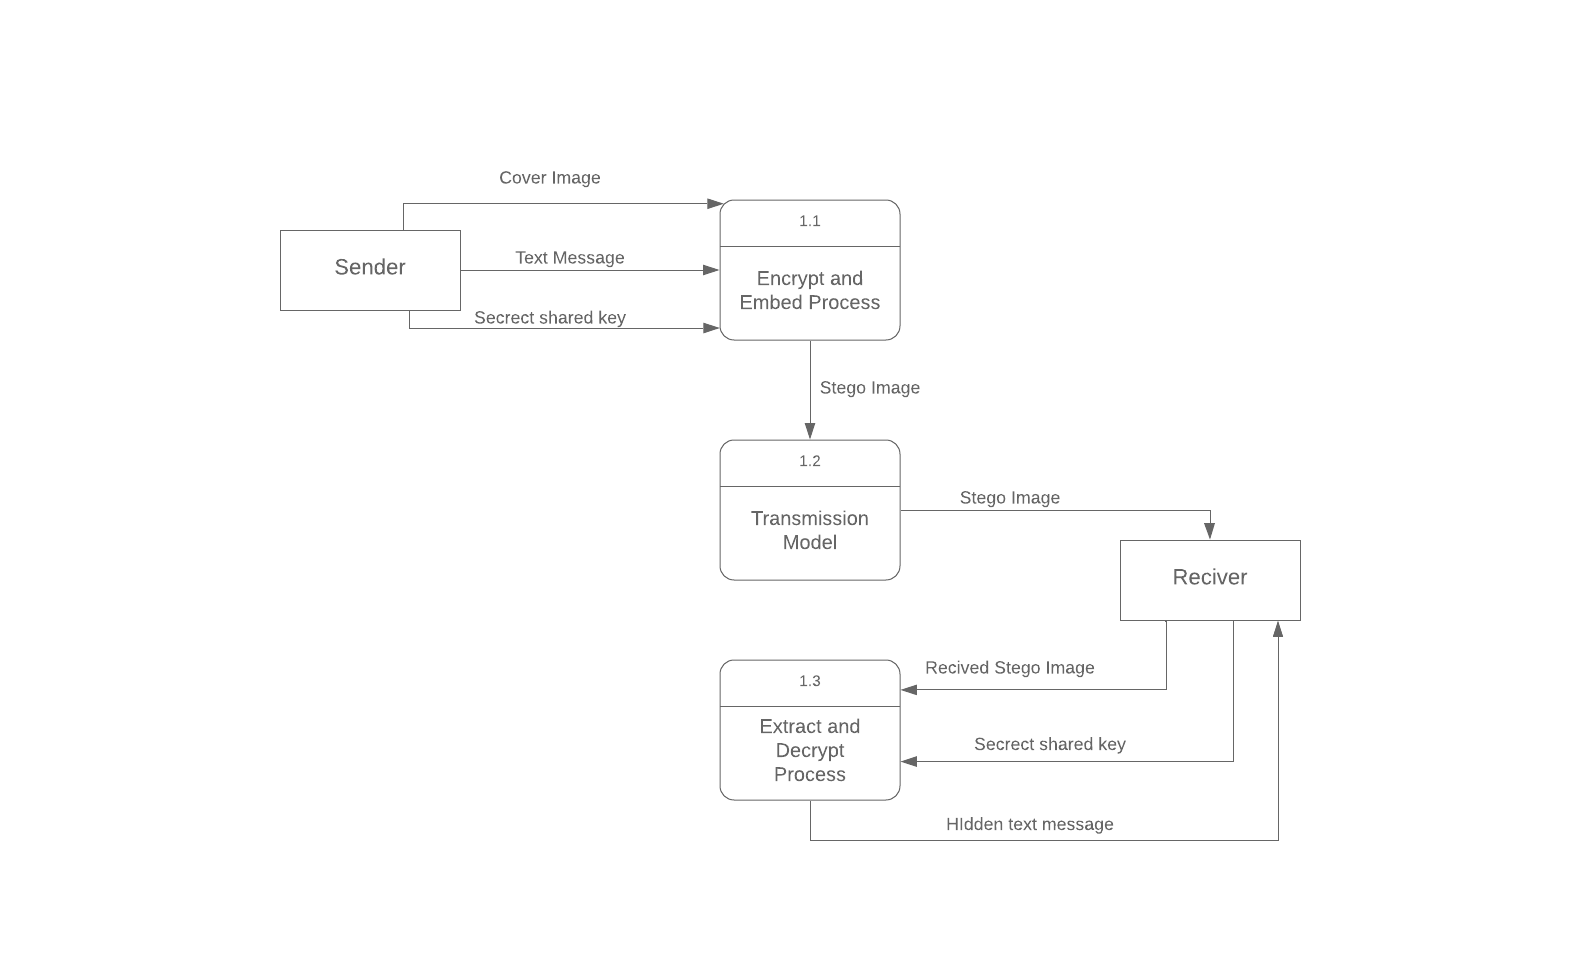 Cover Image
1.1
Sender
Text Message
Encrypt and
Embed Process
Secrect shared key
Stego Image
1.2
Transmission
Model
Stego Image
Reciver
1.3
Recived Stego Image
Extract and
Decrypt
Process
Secrect shared key
HIdden text message